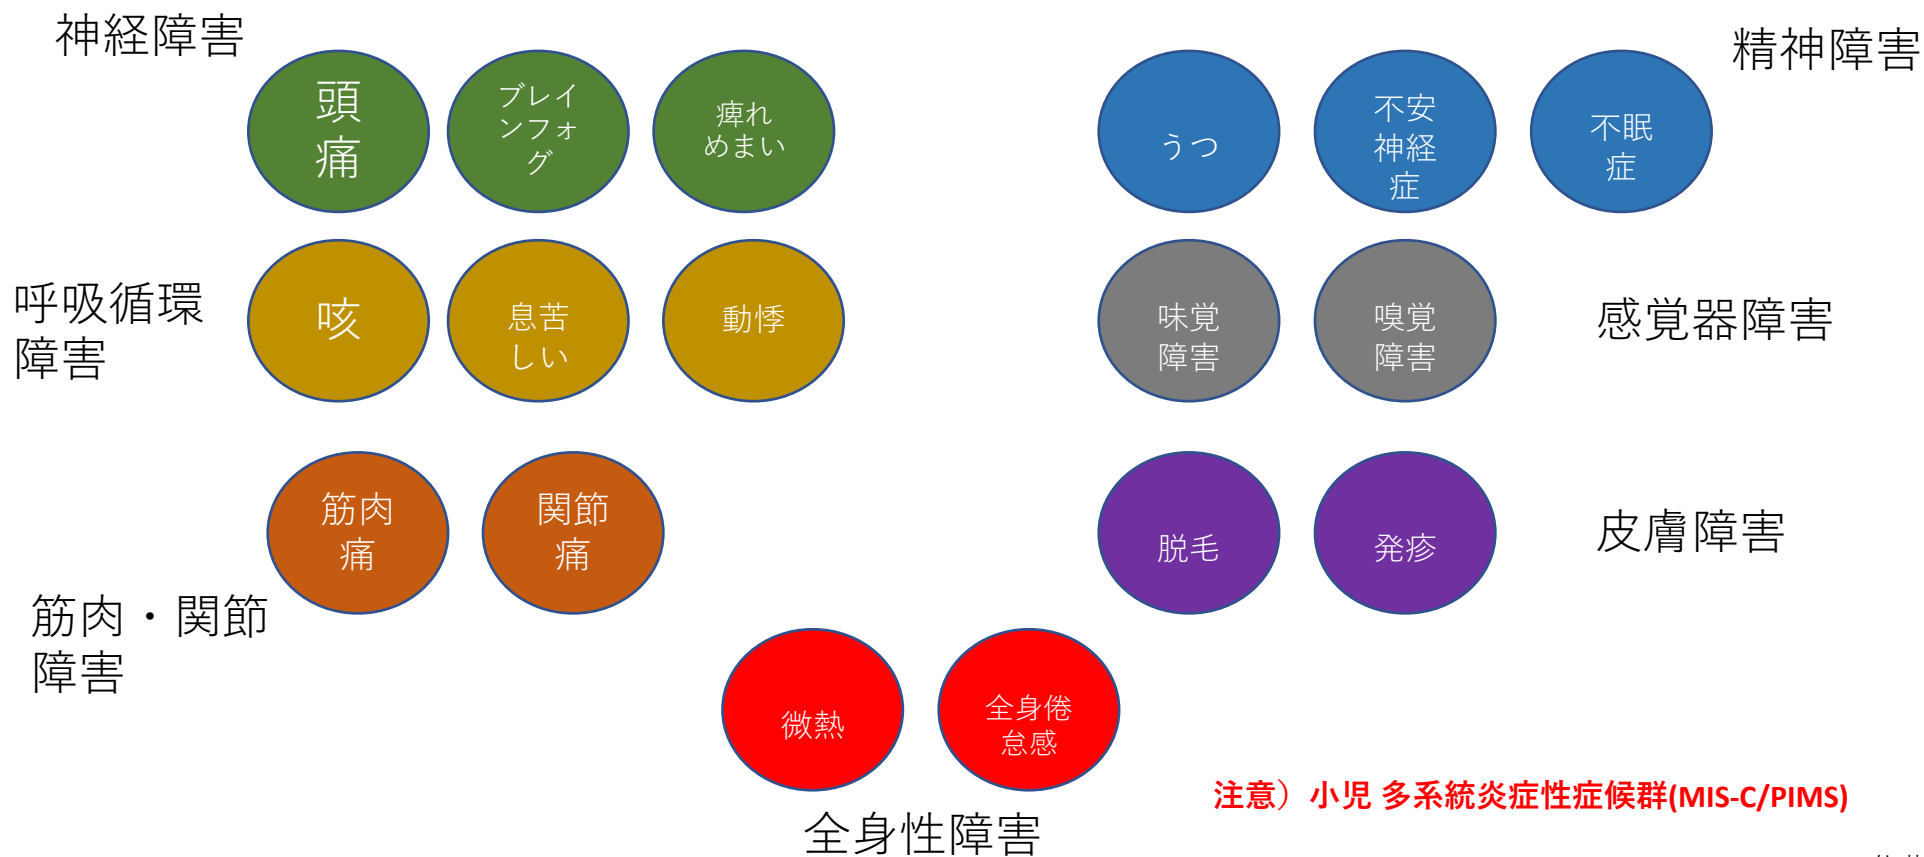 神経障害
精神障害
頭
痛
ブレイ
ンフォ
グ
痺れ
めまい
うつ
不安
神経
症
不眠
症
呼吸循環
障害
咳
息苦
しい
動悸
味覚
障害
嗅覚
障害
感覚器障害
筋肉
痛
関節
痛
脱毛
発疹
皮膚障害
筋肉・関節
障害
微熱
全身倦
怠感
注意）小児 多系統炎症性症候群(MIS-C/PIMS)
全身性障害